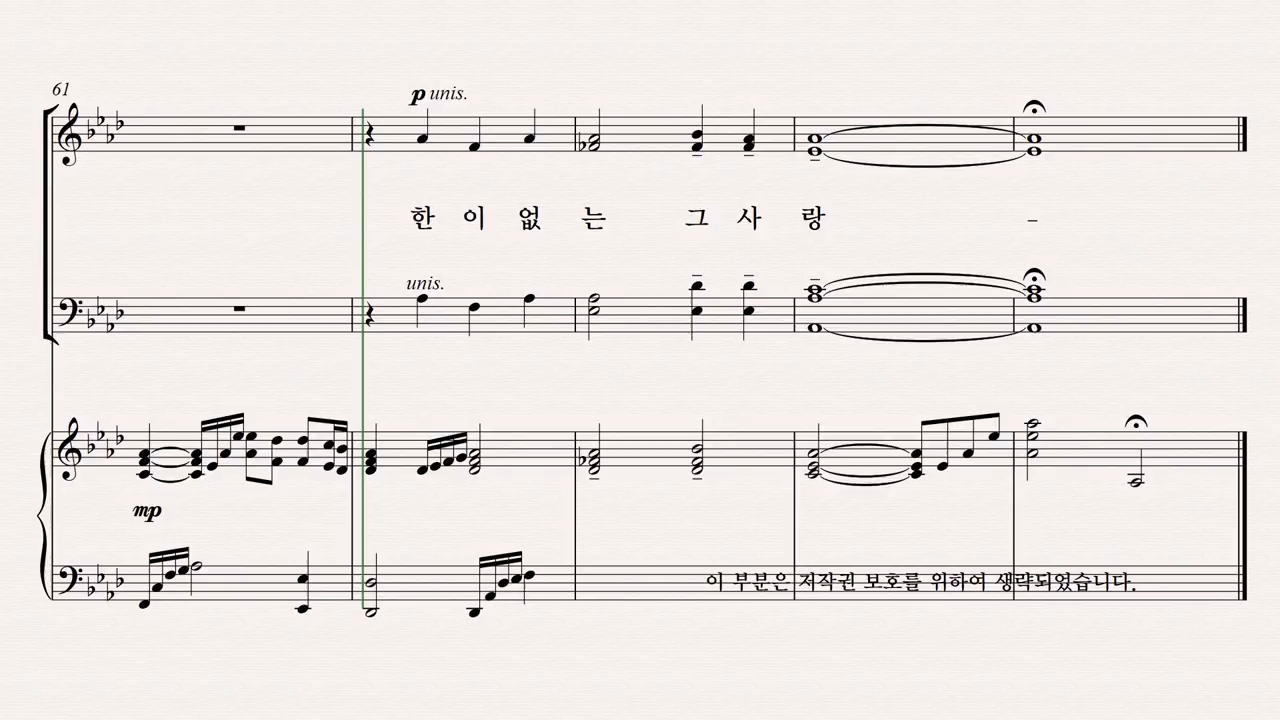 61
p unis.
한 이 없 는 그 사 랑 -
unis.
mp
이 부분은 저작권 보호를 위하여 생략되었습니다.